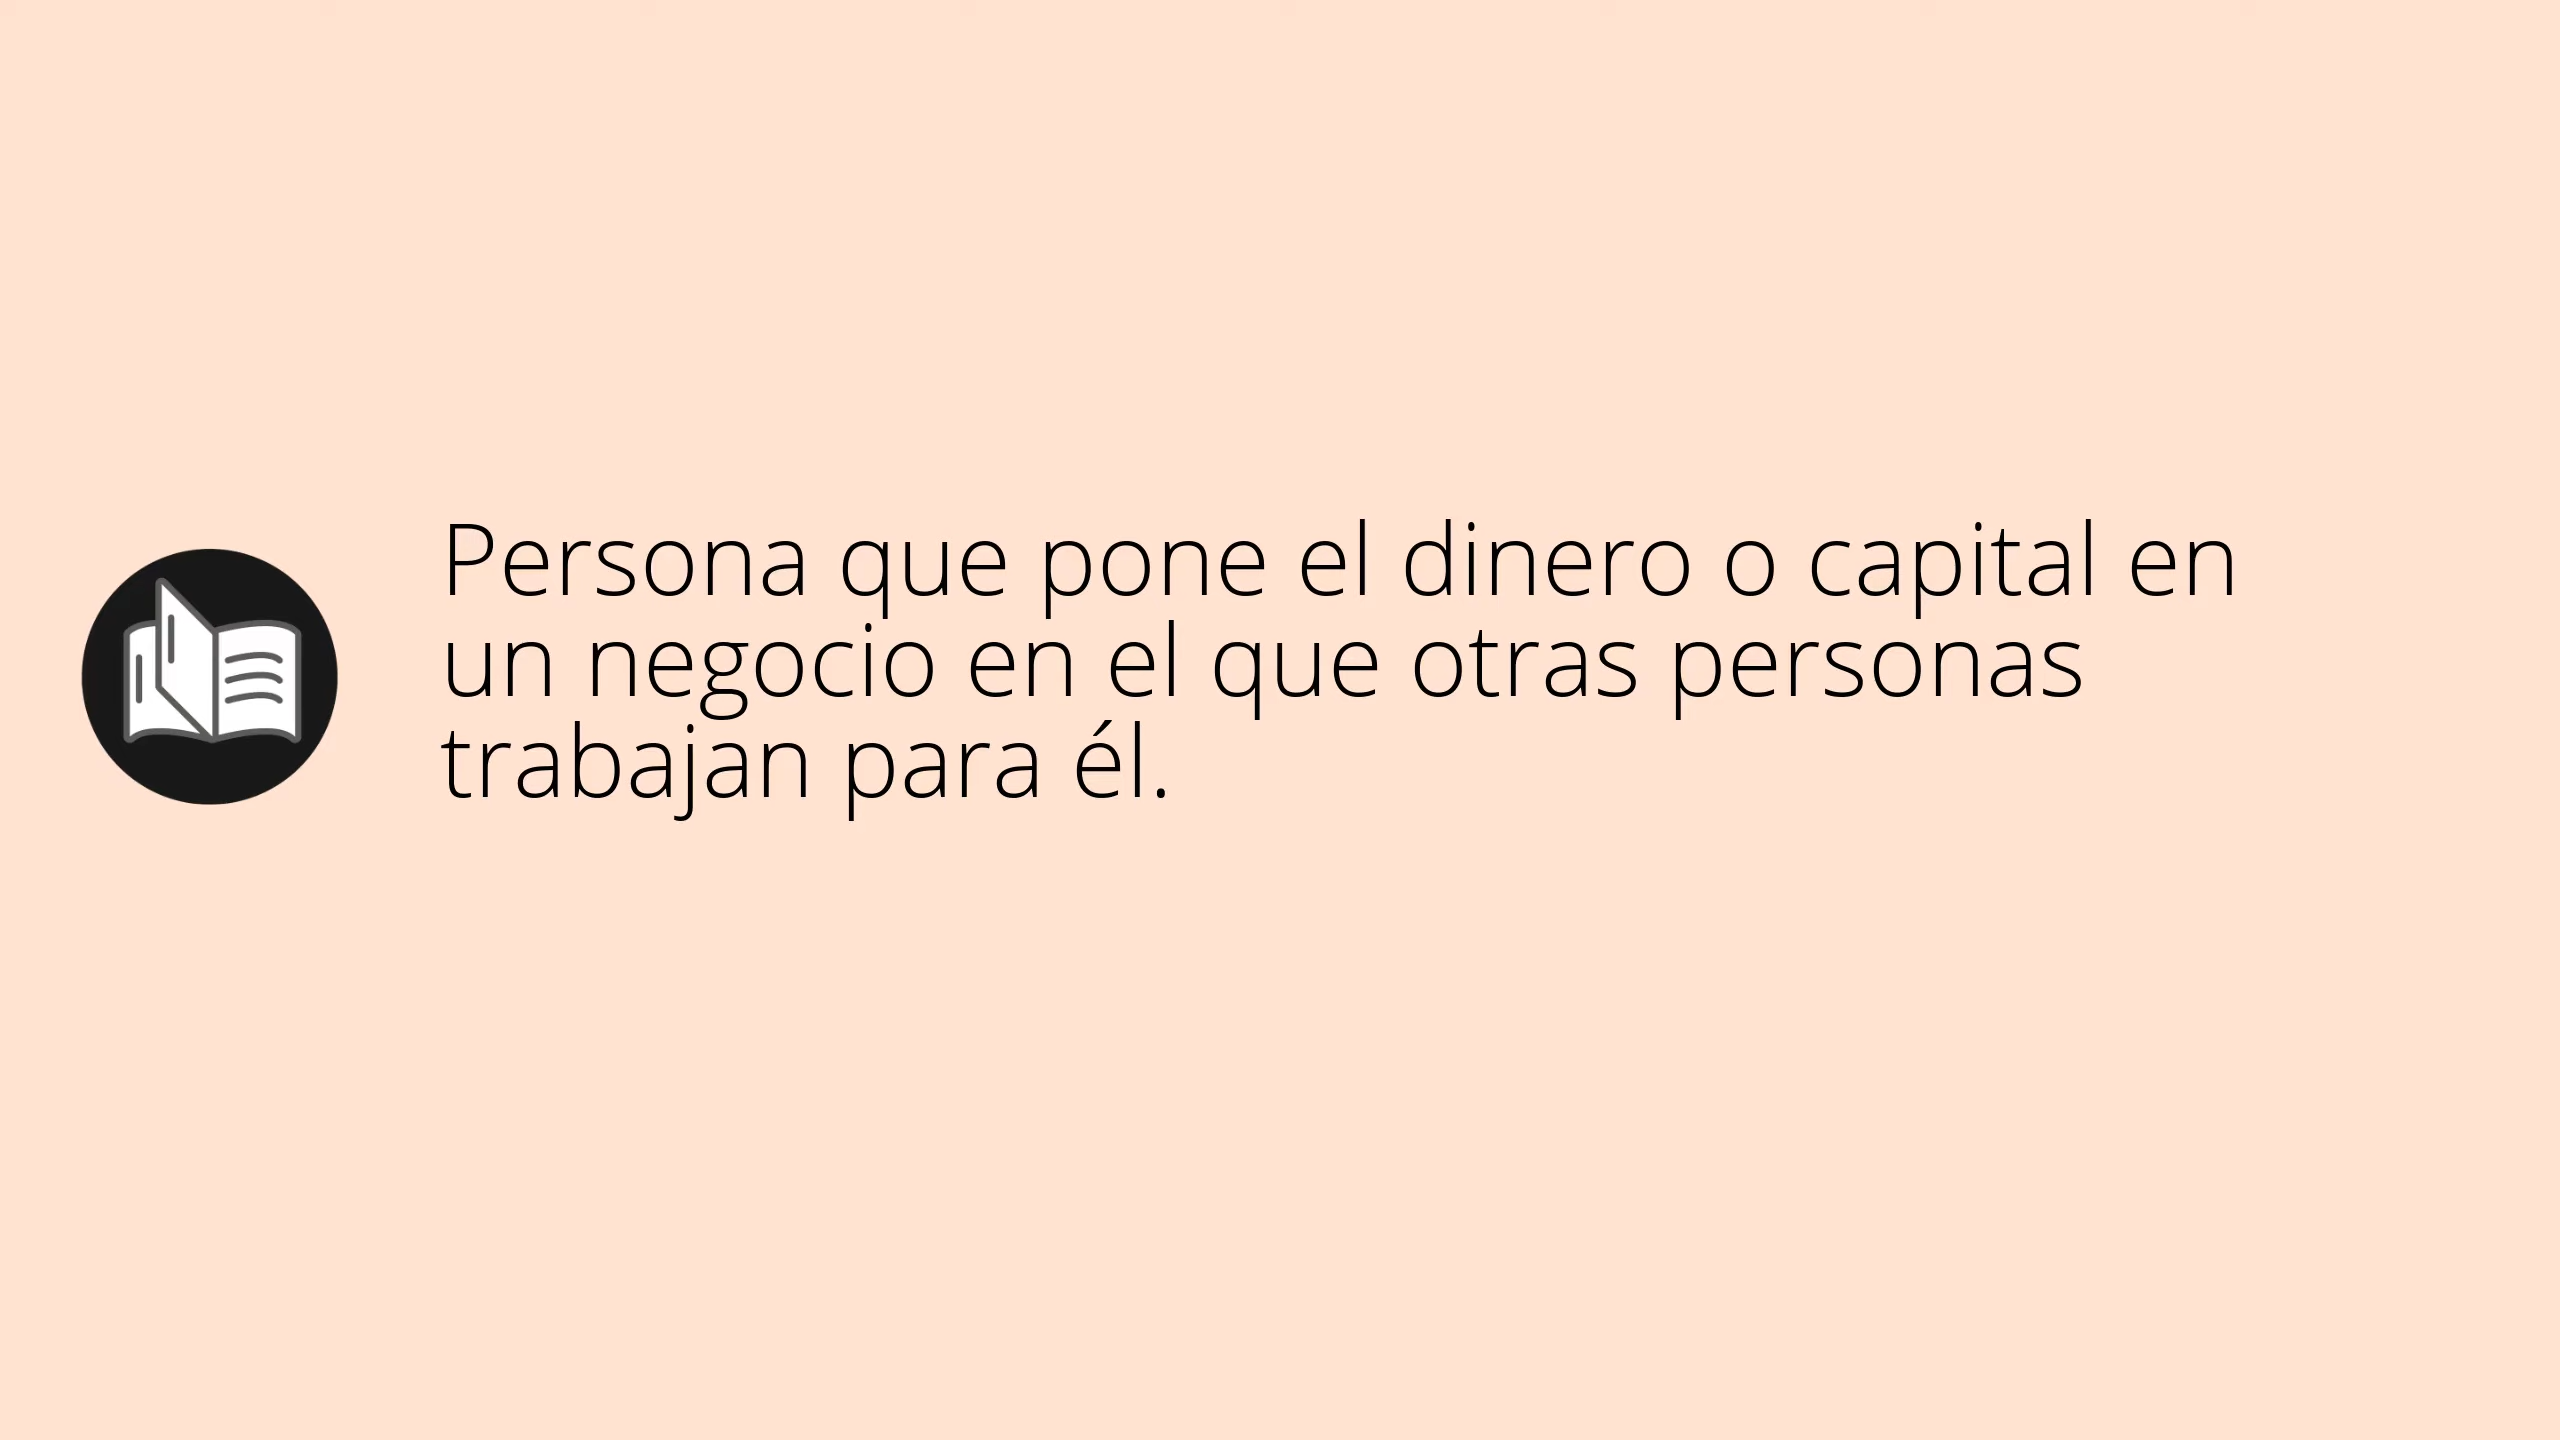 Persona que pone el dinero o capital en
un negocio en el que otras personas
trabajan para él.